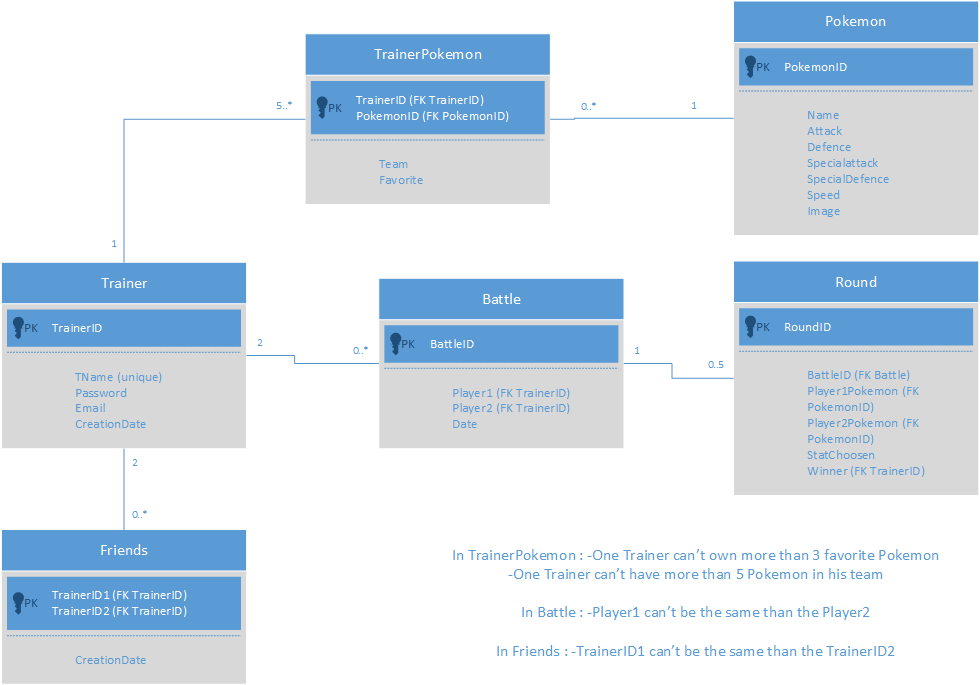 TrainerPokemon
PK
TrainerID (FK TrainerID)
PokemonID (FK PokemonID)
Team
Favorite
Pokemon
PK
PokemonID
Name
Attack
Defence
Specialattack
SpecialDefence
Speed
Image
5..*
0..*
1
1
Trainer
PK
TrainerID
TName (unique)
Password
Email
CreationDate
2
0..*
Battle
PK
BattleID
Player1 (FK TrainerID)
Player2 (FK TrainerID)
Date
1
0..5
Round
PK
RoundID
BattleID (FK Battle)
Player1Pokemon (FK
PokemonID)
Player2Pokemon (FK
PokemonID)
StatChoosen
Winner (FK TrainerID)
2
0..*
Friends
PK
TrainerID1 (FK TrainerID)
TrainerID2 (FK TrainerID)
CreationDate
In TrainerPokemon : -One Trainer can't own more than 3 favorite Pokemon
-One Trainer can't have more than 5 Pokemon in his team
In Battle : -Player1 can't be the same than the Player2
In Friends : -TrainerID1 can't be the same than the TrainerID2